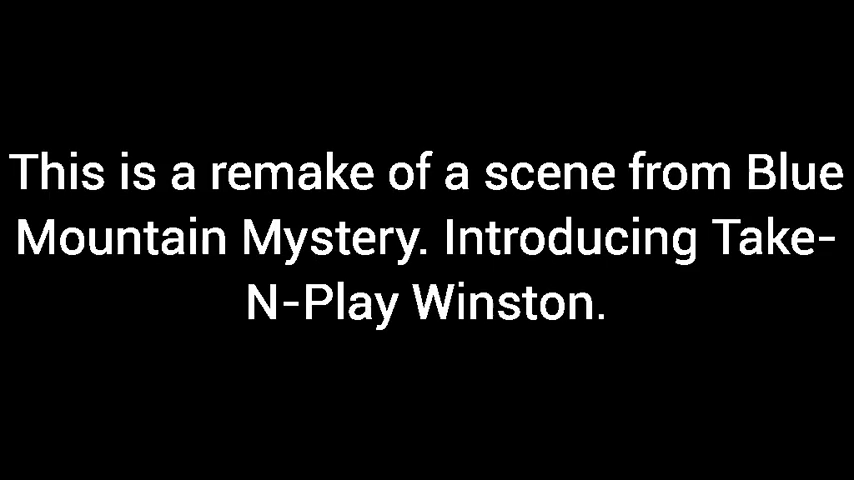 This is a remake of a scene from Blue
Mountain Mystery. Introducing Take-
N-Play Winston.